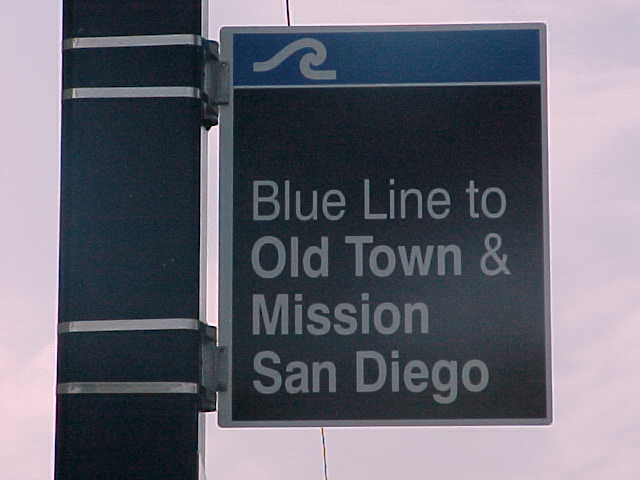 Blue Line to
Old Town &
Mission
San Diego